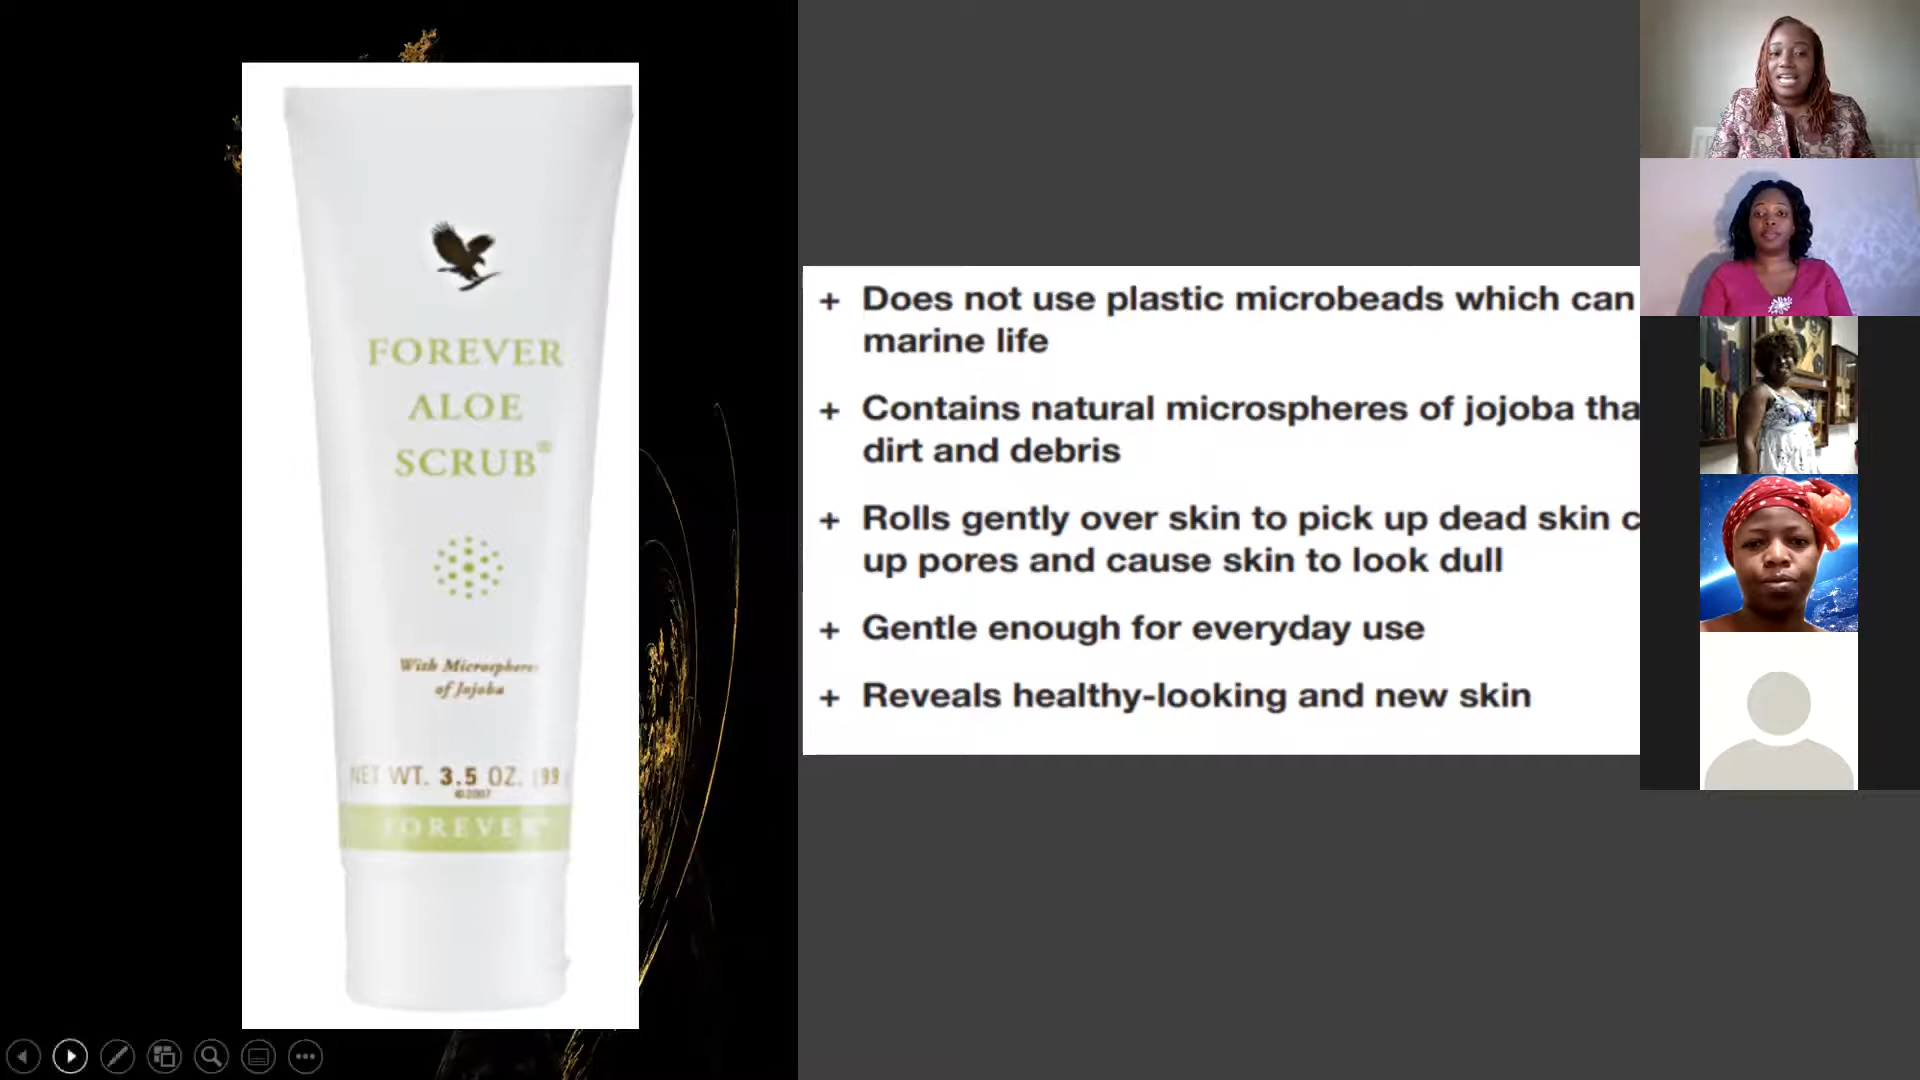 FOREVER
ALOE
SCRUB®
With Microspheres
of Jojoba
NET WT. 3.5 OZ. (99
©2007
FOREVER
+ Does not use plastic microbeads which can
marine life
+ Contains natural microspheres of jojoba tha
dirt and debris
+ Rolls gently over skin to pick up dead skin c
up pores and cause skin to look dull
+ Gentle enough for everyday use
+ Reveals healthy-looking and new skin